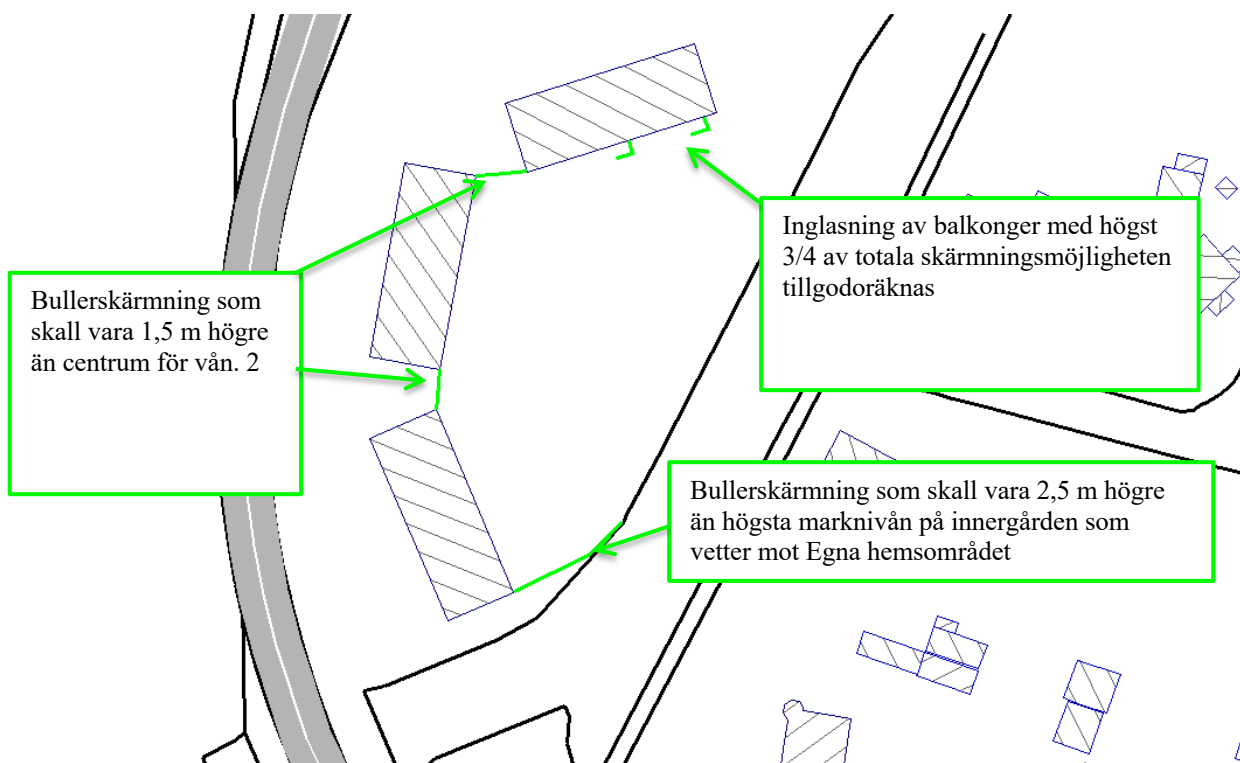 Inglasning av balkonger med högst
3/4 av totala skärmningsmöjligheten
tillgodoräknas
Bullerskärmning som
skall vara 1,5 m högre
än centrum för vån. 2
Bullerskärmning som skall vara 2,5 m högre
än högsta marknivån på innergården som
vetter mot Egna hemsområdet